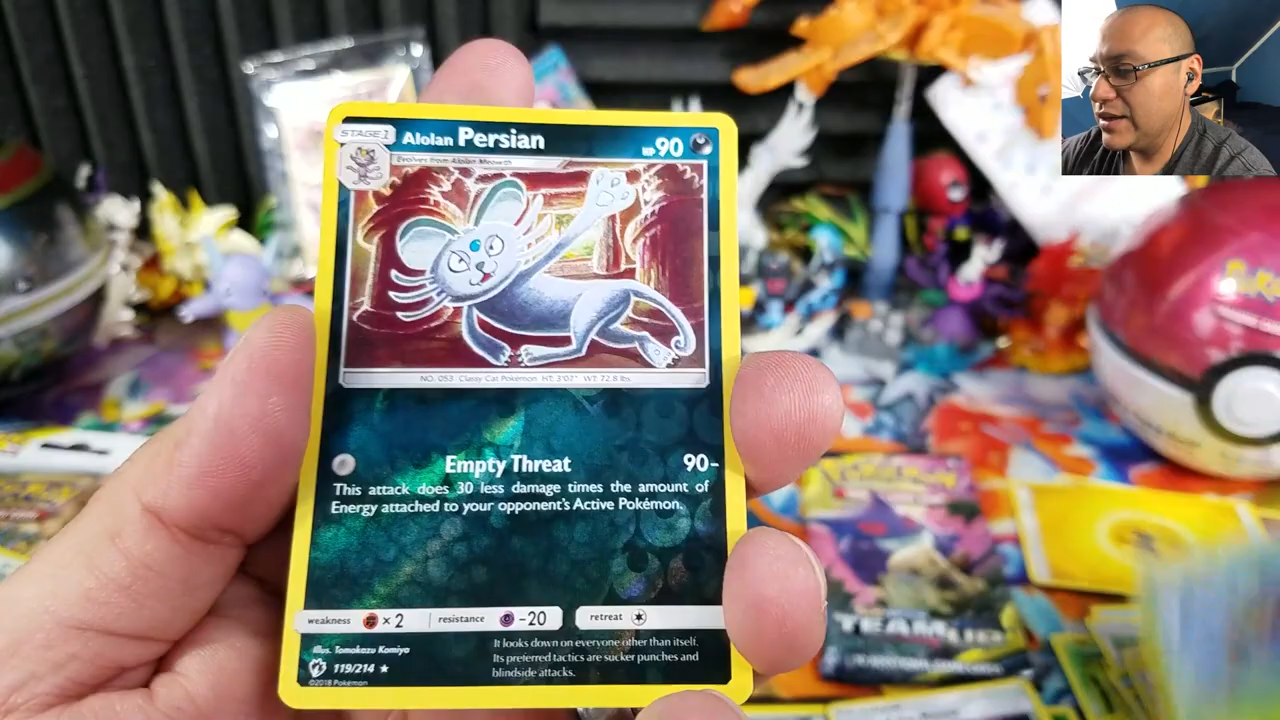 STAGE 1
Alolan Persian
HP 90
Evolves from Alolan Meowth
NO. 053 Classy Cat Pokémon HT: 3'07" WT: 72.8 lbs.
Empty Threat 90-
This attack does 30 less damage times the amount of
Energy attached to your opponent's Active Pokémon.
weakness × 2 resistance -20 retreat
Illus. Tomokazu Komiya
119/214 ★
©2018 Pokémon
It looks down on everyone other than itself.
Its preferred tactics are sucker punches and
blindside attacks.
POKéMON
TEAM UP